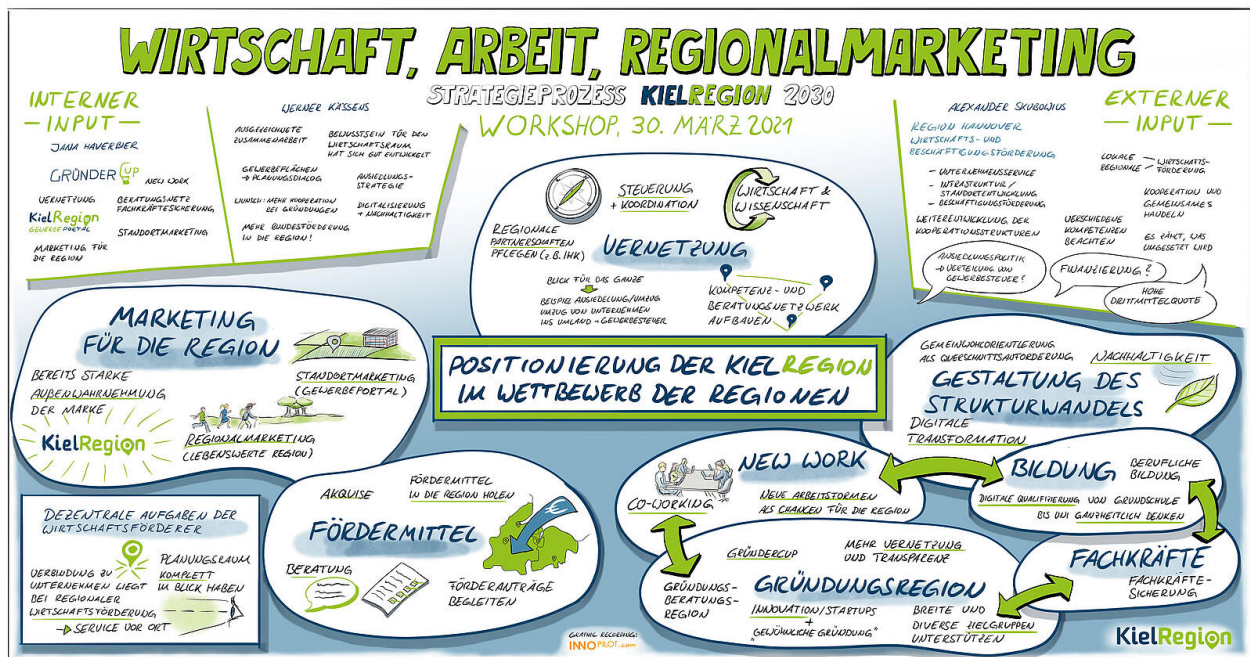 WIRTSCHAFT, ARBEIT, REGIONALMARKETING
STRATEGIEPROZESS KIELREGION 2030
WORKSHOP, 30. MÄRZ 2021
INTERNER
— INPUT —
JANA HAVERBIER
GRÜNDER CUP
NEW WORK
VERNETZUNG
BERATUNGSNETZ
FACHKRÄFTESICHERUNG
KielRegion
GEWERBEPORTAL
STANDORTMARKETING
MARKETING FÜR
DIE REGION
WERNER KÄSSENS
AUSGEZEICHNETE
ZUSAMMENARBEIT
BEWUSSTSEIN FÜR DEN
WIRTSCHAFTSRAUM
HAT SICH GUT ENTWICKELT
GEWERBEFLÄCHEN
→ PLANUNGSDIALOG
ANSIEDLUNGS-
STRATEGIE
WUNSCH: MEHR KOOPERATION
BEI GRÜNDUNGEN
DIGITALISIERUNG
+ NACHHALTIGKEIT
MEHR BUNDESFÖRDERUNG
IN DIE REGION!
ALEXANDER SKUBOWIUS
REGION HANNOVER
WIRTSCHAFTS- UND
BESCHÄFTIGUNGSFÖRDERUNG
- UNTERNEHMENSSERVICE
- INFRASTRUKTUR /
STANDORTENTWICKLUNG
- BESCHÄFTIGUNGSFÖRDERUNG
WEITERENTWICKLUNG DER
KOOPERATIONSSTRUKTUREN
VERSCHIEDENE
KOMPETENZEN
BEACHTEN
EXTERNER
— INPUT —
LOKALE
REGIONALE
WIRTSCHAFTS-
FÖRDERUNG
KOOPERATION UND
GEMEINSAMES
HANDELN
ES ZÄHLT, WAS
UMGESETZT WIRD
ANSIEDLUNGSPOLITIK
→ VERTEILUNG VON
GEWERBESTEUER?
FINANZIERUNG?
HOHE
DRITTMITTELQUOTE
STEUERUNG
+ KOORDINATION
WIRTSCHAFT &
WISSENSCHAFT
REGIONALE
PARTNERSCHAFTEN
PFLEGEN (z.B. IHK)
VERNETZUNG
BLICK FÜR DAS GANZE
BEISPIEL ANSIEDELUNG/UMZUG
UMZUG VON UNTERNEHMEN
INS UMLAND → GEWERBESTEUER
KOMPETENZ- UND
BERATUNGSNETZWERK
AUFBAUEN
MARKETING
FÜR DIE REGION
BEREITS STARKE
AUßENWAHRNEHMUNG
DER MARKE
KielRegion
STANDORTMARKETING
(GEWERBEPORTAL)
REGIONALMARKETING
(LEBENSWERTE REGION)
POSITIONIERUNG DER KIELREGION
IM WETTBEWERB DER REGIONEN
GEMEINWOHLORIENTIERUNG
ALS QUERSCHNITTSAUFORDERUNG
NACHHALTIGKEIT
GESTALTUNG DES
STRUKTURWANDELS
DIGITALE
TRANSFORMATION
NEW WORK
CO-WORKING
NEUE ARBEITSFORMEN
ALS CHANCEN FÜR DIE REGION
BILDUNG
BERUFLICHE
BILDUNG
DIGITALE QUALIFIZIERUNG VON GRUNDSCHULE
BIS UNI GANZHEITLICH DENKEN
FACHKRÄFTE
FACHKRÄFTE-
SICHERUNG
GRÜNDERCUP
MEHR VERNETZUNG
UND TRANSPARENZ
GRÜNDUNGSREGION
GRÜNDUNGS-
BERATUNGS-
REGION
INNOVATION/STARTUPS
+
"GEWÖHNLICHE GRÜNDUNG"
BREITE UND
DIVERSE ZIELGRUPPEN
UNTERSTÜTZEN
AKQUISE
FÖRDERMITTEL
IN DIE REGION HOLEN
FÖRDERMITTEL
€
BERATUNG
FÖRDERANTRÄGE
BEGLEITEN
DEZENTRALE AUFGABEN DER
WIRTSCHAFTSFÖRDERER
VERBINDUNG ZU
UNTERNEHMEN LIEGT
BEI REGIONALER
WIRTSCHAFTSFÖRDERUNG
→ SERVICE VOR ORT
PLANUNGSRAUM
KOMPLETT
IM BLICK HABEN
GRAPHIC RECORDING:
INNOPILOT.com
KielRegion